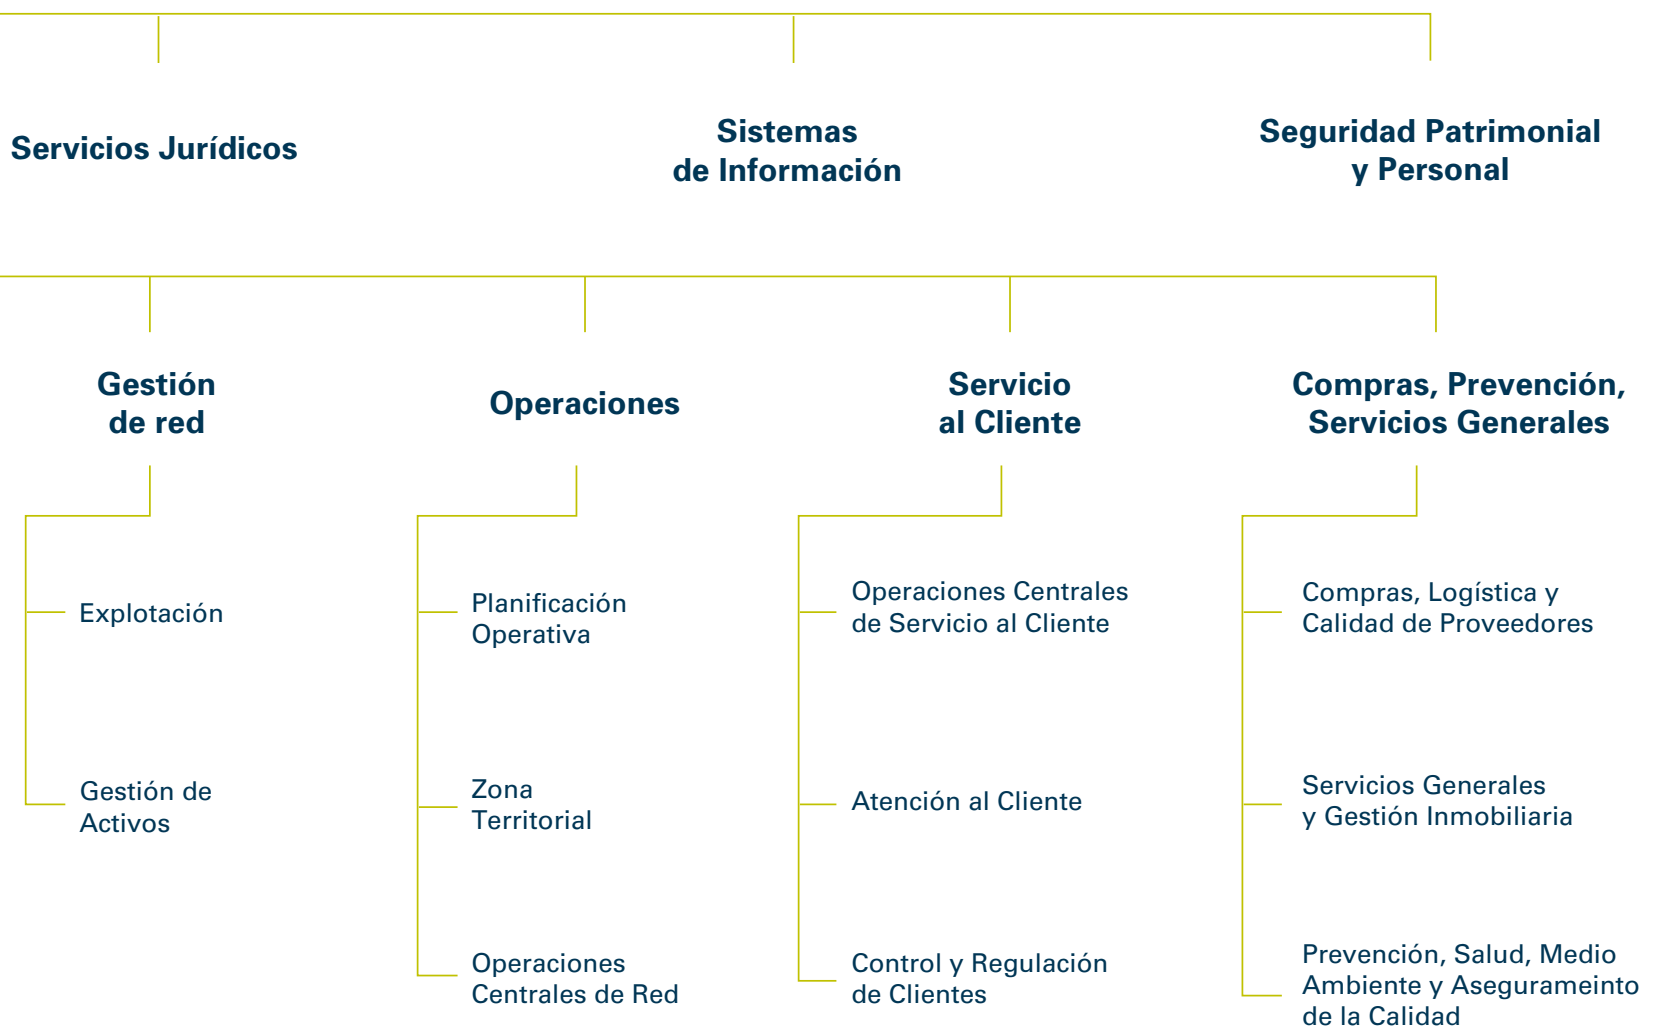 Servicios Jurídicos
Sistemas
de Información
Seguridad Patrimonial
y Personal
Gestión
de red
Operaciones
Servicio
al Cliente
Compras, Prevención,
Servicios Generales
Explotación
Gestión de
Activos
Planificación
Operativa
Zona
Territorial
Operaciones
Centrales de Red
Operaciones Centrales
de Servicio al Cliente
Atención al Cliente
Control y Regulación
de Clientes
Compras, Logística y
Calidad de Proveedores
Servicios Generales
y Gestión Inmobiliaria
Prevención, Salud, Medio
Ambiente y Asegurameinto
de la Calidad